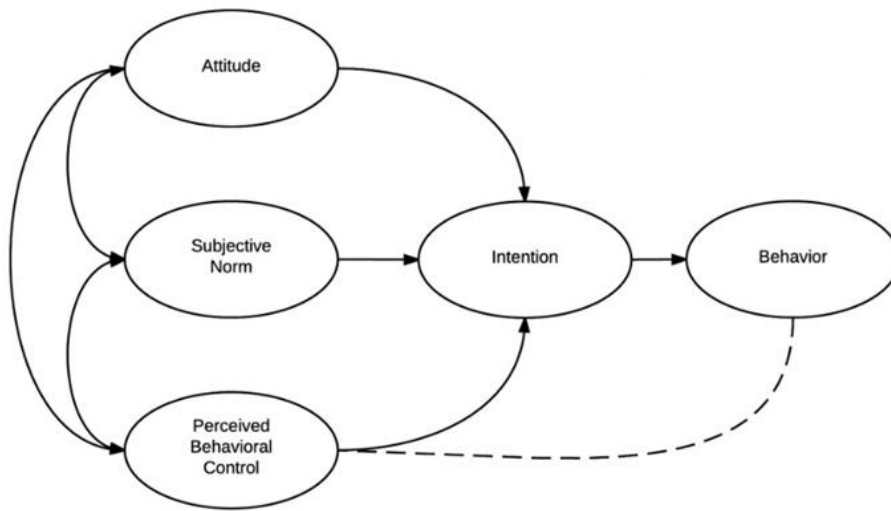 Attitude
Subjective
Norm
Intention
Behavior
Perceived
Behavioral
Control